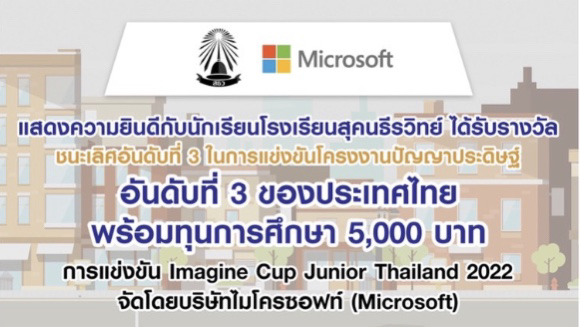 Microsoft
แสดงความยินดีกับนักเรียนโรงเรียนสุคนธีรวิทย์ ได้รับรางวัล
ชนะเลิศอันดับที่ 3 ในการแข่งขันโครงงานปัญญาประดิษฐ์
อันดับที่ 3 ของประเทศไทย
พร้อมทุนการศึกษา 5,000 บาท
การแข่งขัน Imagine Cup Junior Thailand 2022
จัดโดยบริษัทไมโครซอฟท์ (Microsoft)